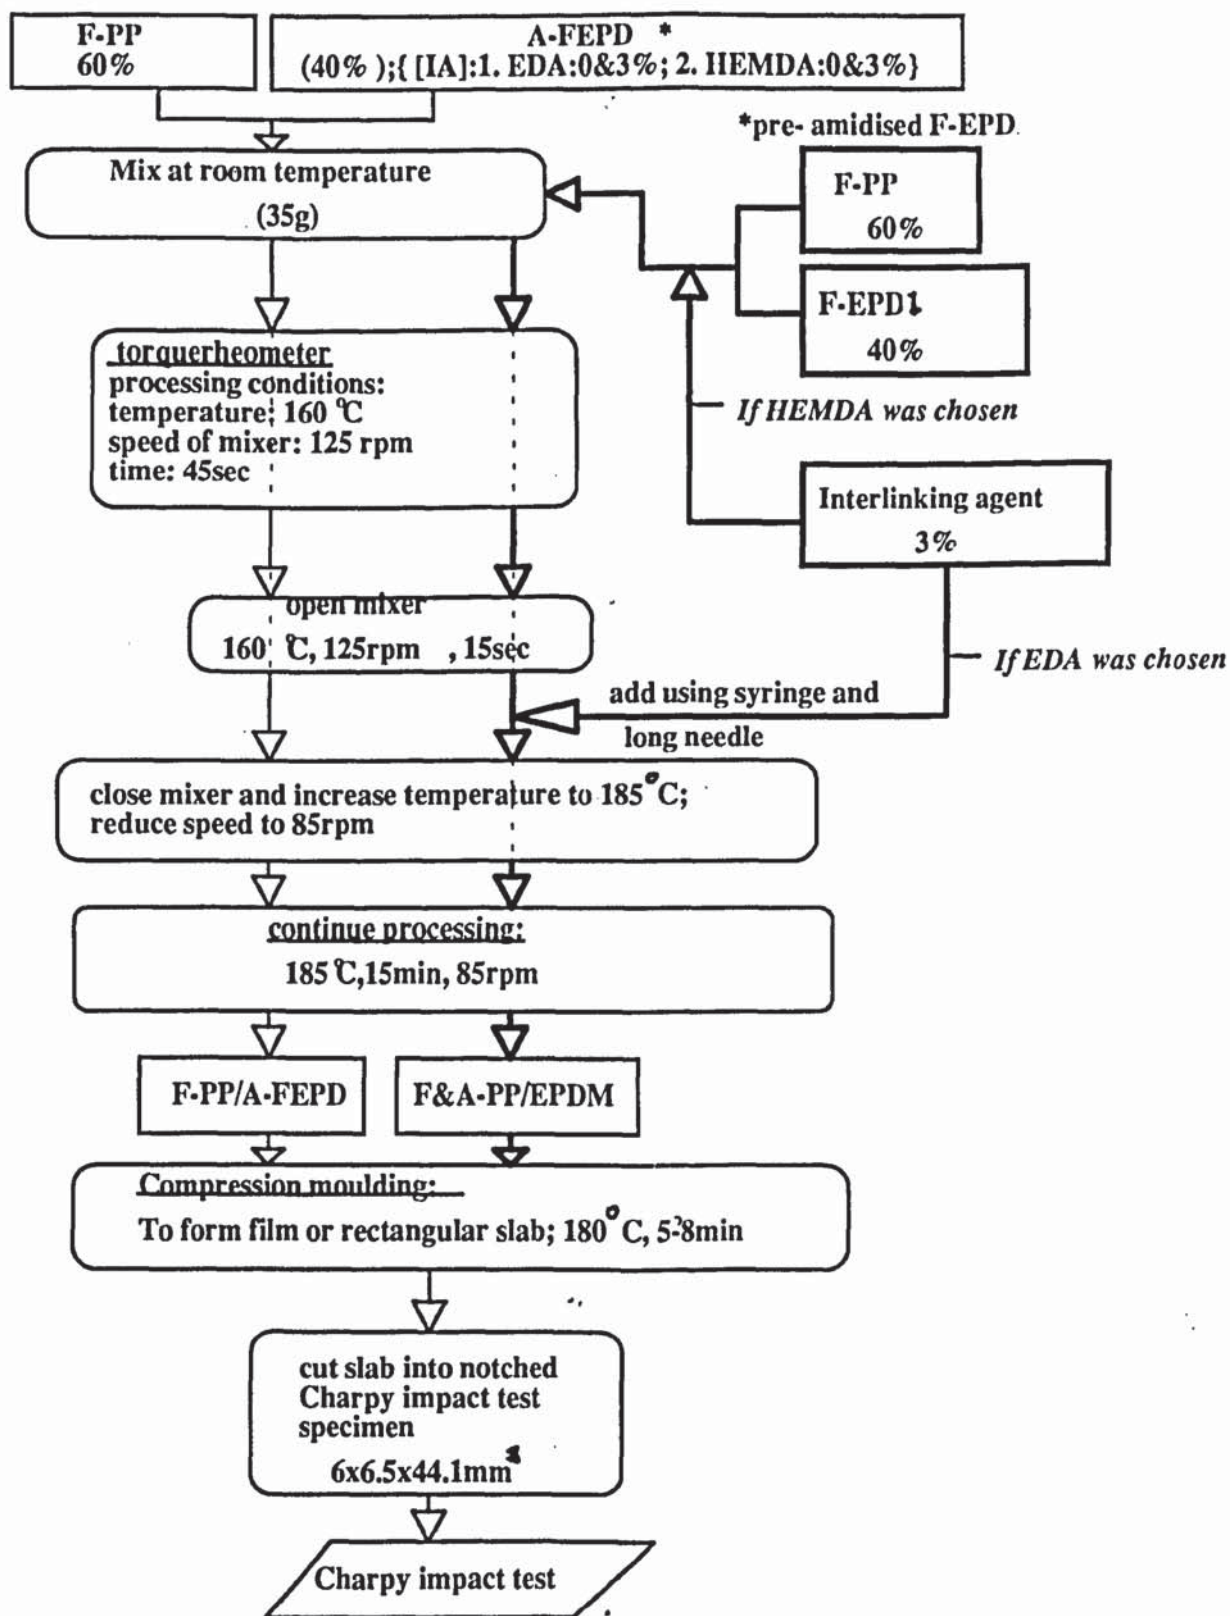 F-PP
60%
A-FEPD *
(40% );{ [IA]:1. EDA:0&3%; 2. HEMDA:0&3%}
*pre- amidised F-EPD
Mix at room temperature
(35g)
F-PP
60%
F-EPD1
40%
torquerheometer
processing conditions:
temperature: 160 °C
speed of mixer: 125 rpm
time: 45sec
If HEMDA was chosen
Interlinking agent
3%
open mixer
160 °C, 125rpm , 15sec
If EDA was chosen
add using syringe and
long needle
close mixer and increase temperature to 185°C;
reduce speed to 85rpm
continue processing:
185 °C,15min, 85rpm
F-PP/A-FEPD
F&A-PP/EPDM
Compression moulding:
To form film or rectangular slab; 180°C, 5-8min
cut slab into notched
Charpy impact test
specimen
6x6.5x44.1mm
Charpy impact test